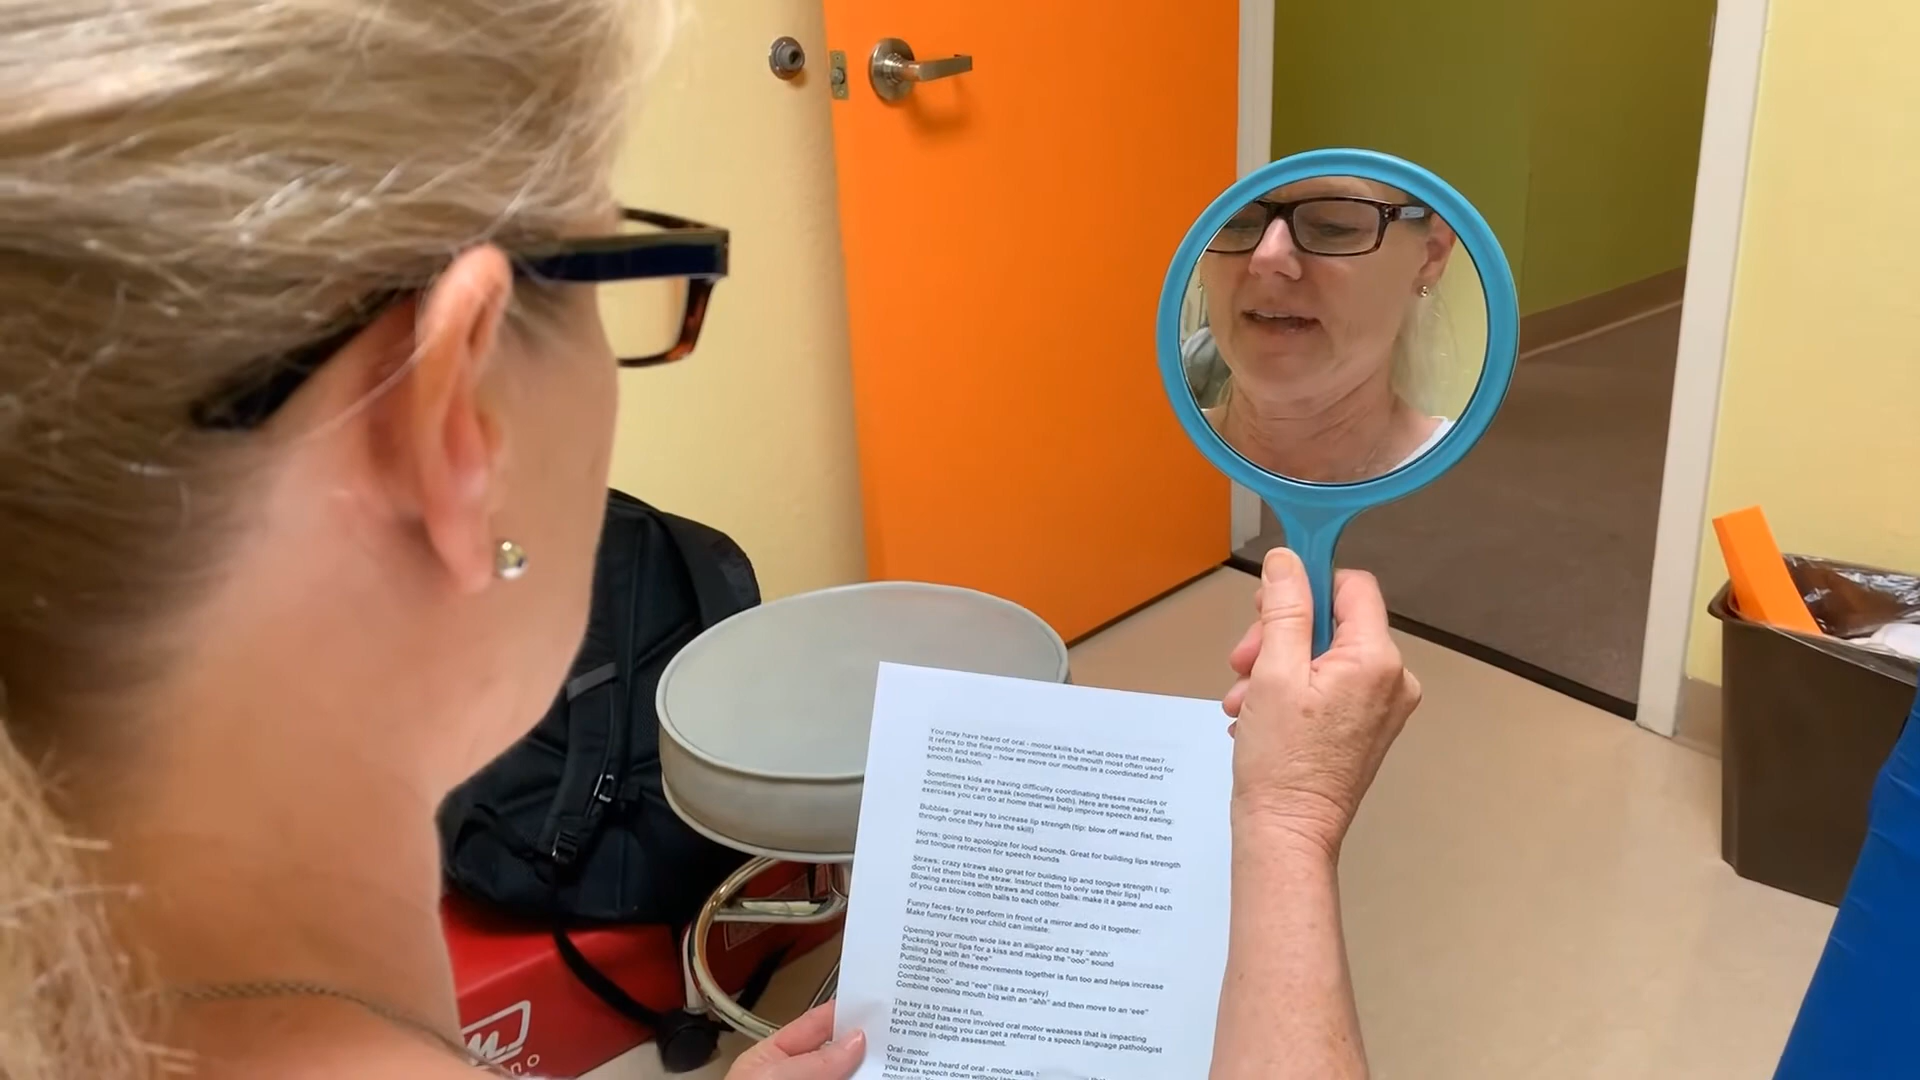 You may have heard of oral - motor skills but what does that mean?
It refers to the fine motor movements in the mouth most often used for
speech and eating – how we move our mouths in a coordinated and
smooth fashion.
Sometimes kids are having difficulty coordinating theses muscles or
sometimes they are weak (sometimes both). Here are some easy, fun
exercises you can do at home that will help improve speech and eating:
Bubbles- great way to increase lip strength (tip: blow off wand fist, then
through once they have the skill)
Horns: going to apologize for loud sounds. Great for building lips strength
and tongue retraction for speech sounds
Straws: crazy straws also great for building lip and tongue strength ( tip:
don't let them bite the straw. Instruct them to only use their lips)
Blowing exercises with straws and cotton balls: make it a game and each
of you can blow cotton balls to each other.
Funny faces- try to perform in front of a mirror and do it together:
Make funny faces your child can imitate:
Opening your mouth wide like an alligator and say "ahhh'
Puckering your lips for a kiss and making the "ooo" sound
Smiling big with an "eee"
Putting some of these movements together is fun too and helps increase
coordination:
Combine "ooo" and "eee" (like a monkey)
Combine opening mouth big with an "ahh" and then move to an 'eee"
The key is to make it fun.
If your child has more involved oral motor weakness that is impacting
speech and eating you can get a referral to a speech language pathologist
for a more in-depth assessment.
Oral- motor
You may have heard of oral - motor skills
you break speech down